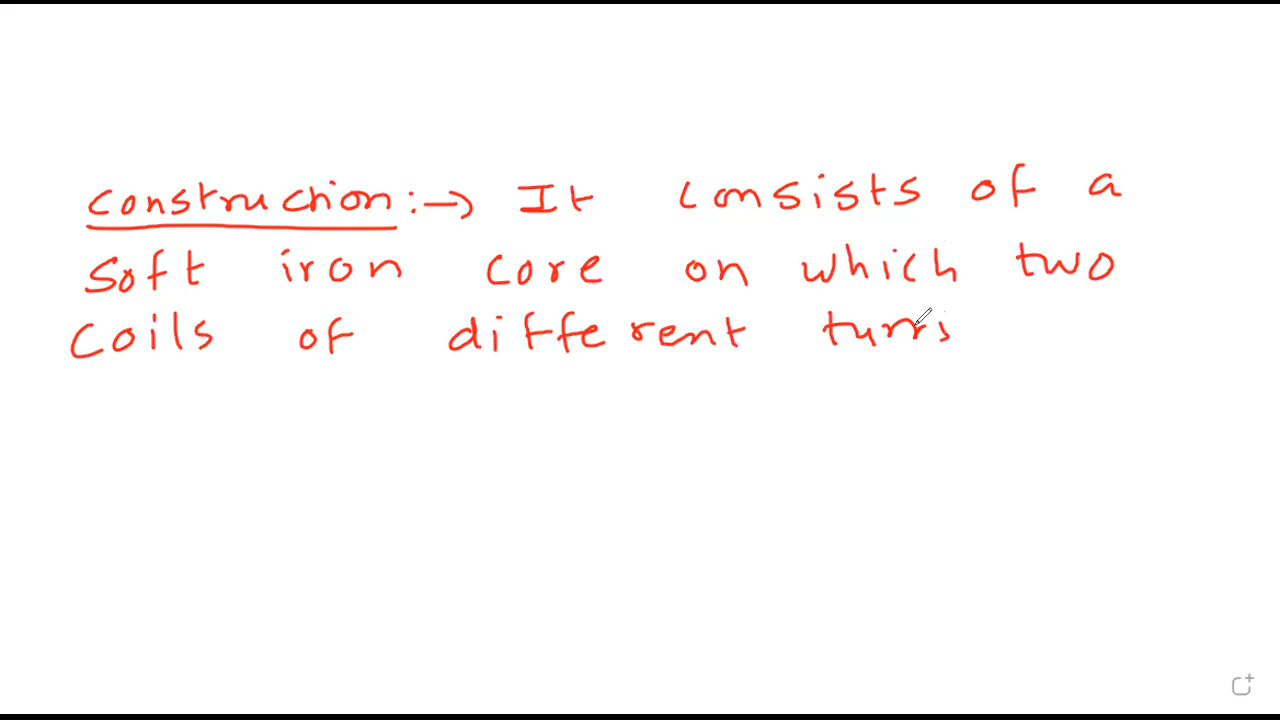 Construction :→ It consists of a
Soft iron core on which two
Coils of different turns